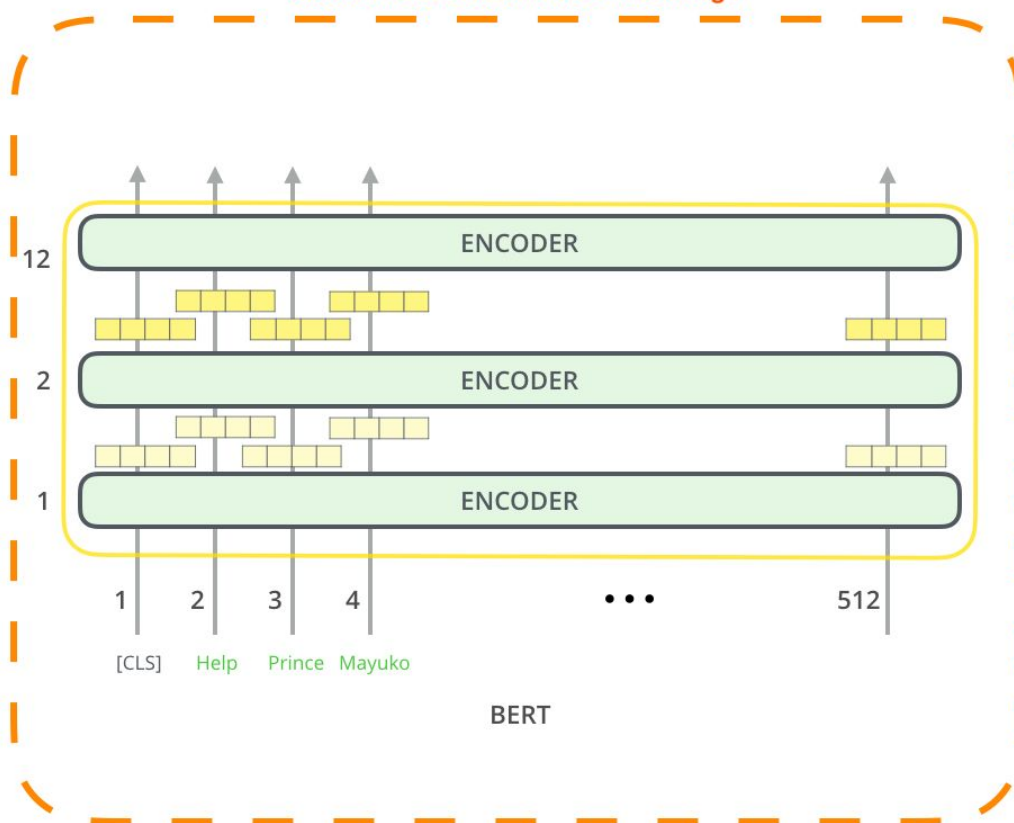 12 ENCODER
2 ENCODER
1 ENCODER
1 2 3 4 ... 512
[CLS] Help Prince Mayuko
BERT